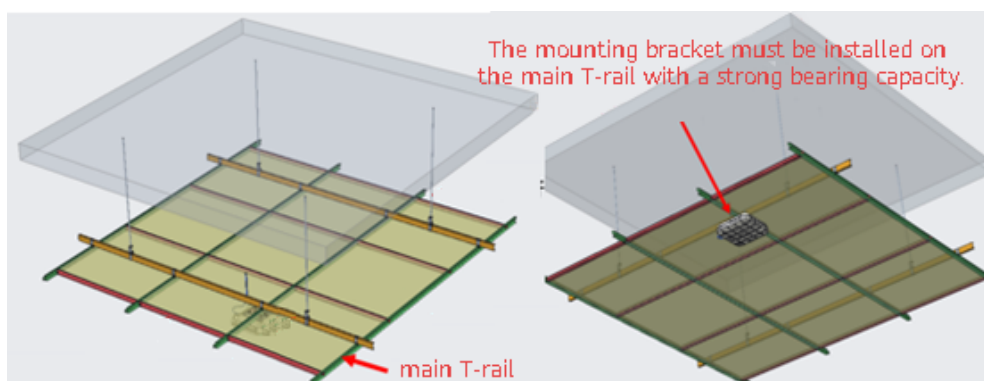 The mounting bracket must be installed on
the main T-rail with a strong bearing capacity.
main T-rail